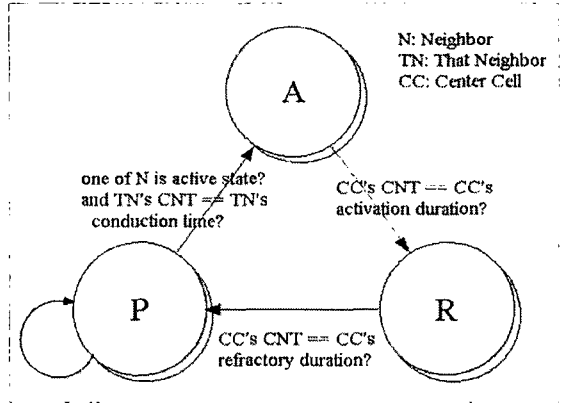 N: Neighbor
TN: That Neighbor
CC: Center Cell
A
one of N is active state?
and TN's CNT == TN's
conduction time?
CC's CNT == CC's
activation duration?
P
R
CC's CNT == CC's
refractory duration?